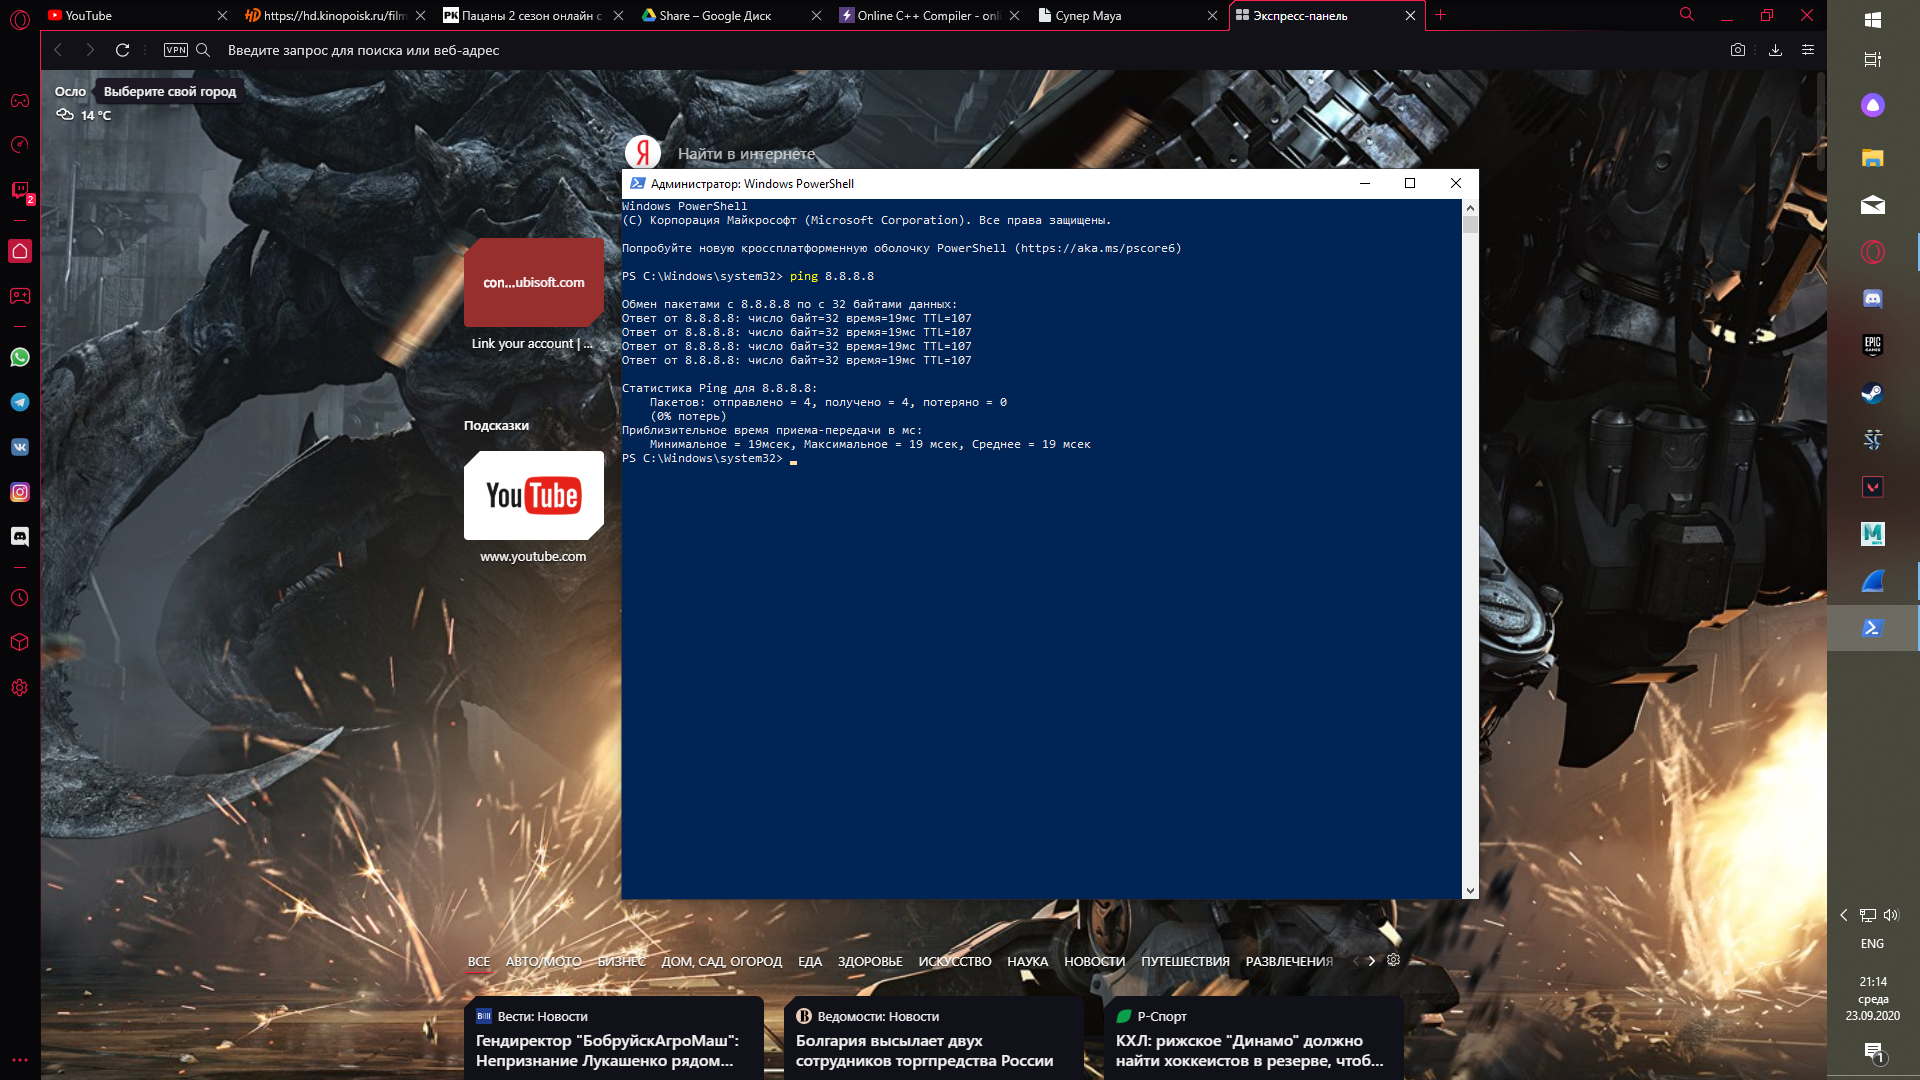 YouTube
https://hd.kinopoisk.ru/film
Пацаны 2 сезон онлайн с
Share – Google Диск
Online C++ Compiler - onli
Супер Мауа
Экспресс-панель
VPN
Введите запрос для поиска или веб-адрес
Осло
Выберите свой город
14 °C
2
Я
Найти в интернете
con...ubisoft.com
Link your account | ...
Подсказки
YouTube
www.youtube.com
Администратор: Windows PowerShell
Windows PowerShell
(C) Корпорация Майкрософт (Microsoft Corporation). Все права защищены.
Попробуйте новую кроссплатформенную оболочку PowerShell (https://aka.ms/pscore6)
PS C:\Windows\system32> ping 8.8.8.8
Обмен пакетами с 8.8.8.8 по с 32 байтами данных:
Ответ от 8.8.8.8: число байт=32 время=19мс TTL=107
Ответ от 8.8.8.8: число байт=32 время=19мс TTL=107
Ответ от 8.8.8.8: число байт=32 время=19мс TTL=107
Ответ от 8.8.8.8: число байт=32 время=19мс TTL=107
Статистика Ping для 8.8.8.8:
Пакетов: отправлено = 4, получено = 4, потеряно = 0
(0% потерь)
Приблизительное время приема-передачи в мс:
Минимальное = 19мсек, Максимальное = 19 мсек, Среднее = 19 мсек
PS C:\Windows\system32>
ВСЕ АВТО/МОТО БИЗНЕС ДОМ, САД, ОГОРОД ЕДА ЗДОРОВЬЕ ИСКУССТВО НАУКА НОВОСТИ ПУТЕШЕСТВИЯ РАЗВЛЕЧЕНИЯ
Вести: Новости
Гендиректор "БобруйскАгроМаш":
Непризнание Лукашенко рядом...
Ведомости: Новости
Болгария высылает двух
сотрудников торгпредства России
Р-Спорт
КХЛ: рижское "Динамо" должно
найти хоккеистов в резерве, чтоб...
EPIC
GAMES
ENG
21:14
среда
23.09.2020
1